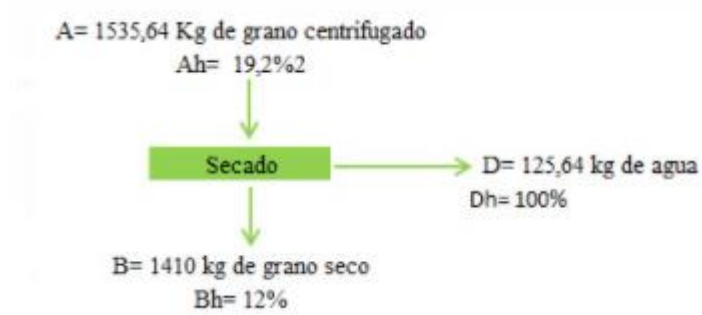 A= 1535,64 Kg de grano centrifugado
Ah= 19,2%2
Secado
D= 125,64 kg de agua
Dh= 100%
B= 1410 kg de grano seco
Bh= 12%